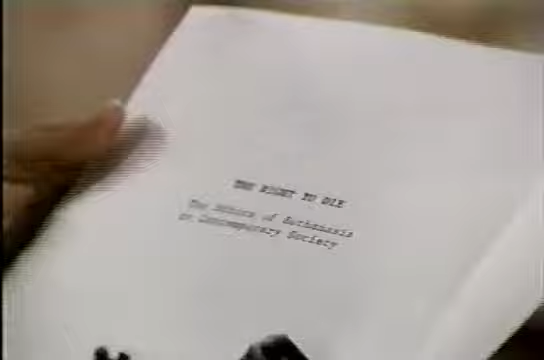 THE RIGHT TO DIE
The Ethics of Euthanasia
in Contemporary Society